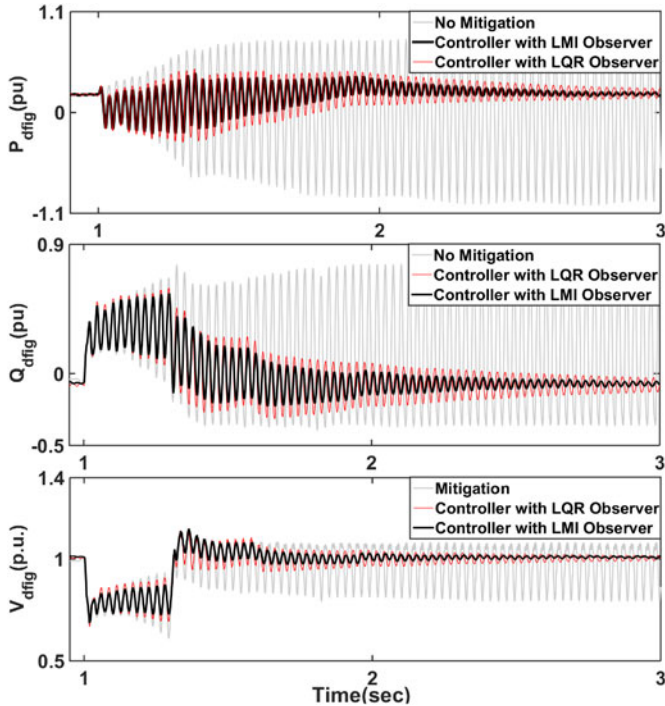 1.1
No Mitigation
Controller with LMI Observer
Controller with LQR Observer
P_dfig(pu)
0
-1.1
1 2 3
0.9
No Mitigation
Controller with LQR Observer
Controller with LMI Observer
Q_dfig(pu)
0
-0.5
1 2 3
1.4
Mitigation
Controller with LQR Observer
Controller with LMI Observer
V_dfig(p.u.)
1
0.5
1 2 3
Time(sec)